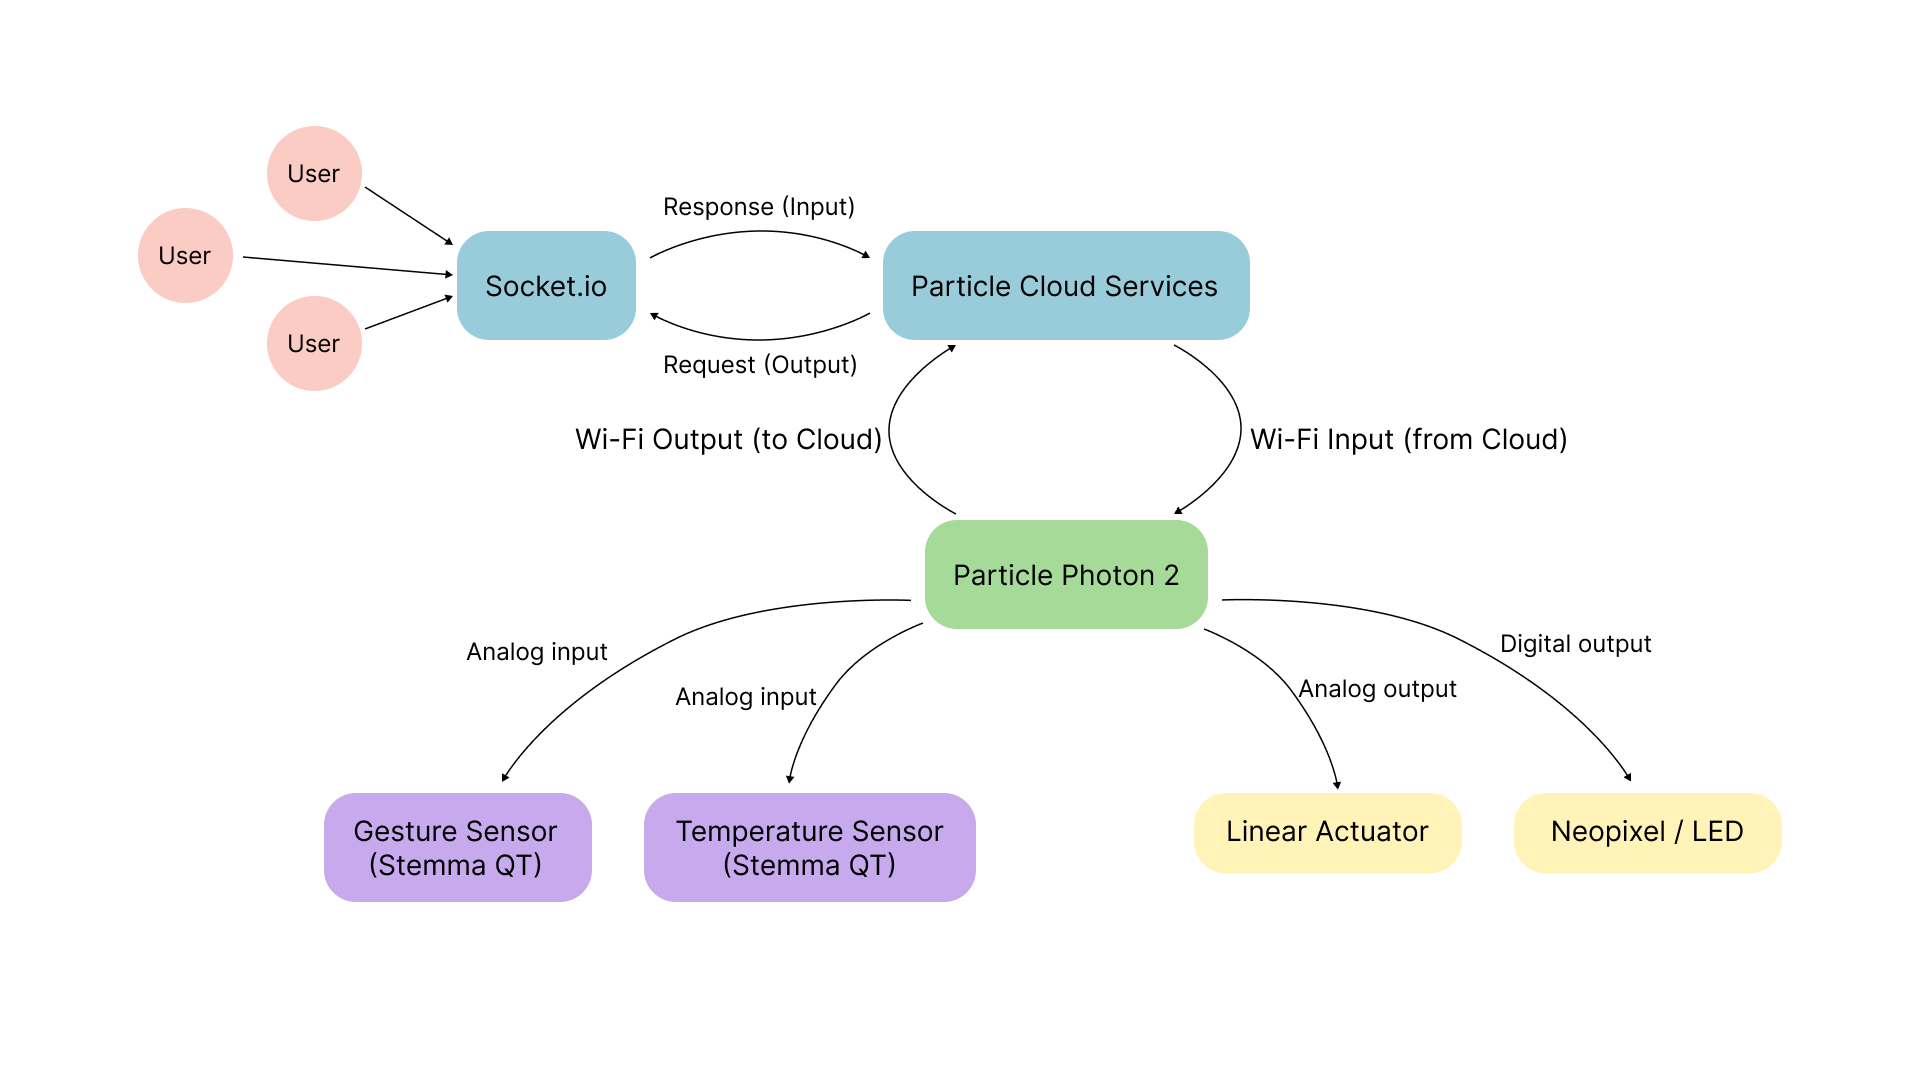 User
User
User
Socket.io
Response (Input)
Request (Output)
Particle Cloud Services
Wi-Fi Output (to Cloud)
Wi-Fi Input (from Cloud)
Particle Photon 2
Analog input
Analog input
Analog output
Digital output
Gesture Sensor
(Stemma QT)
Temperature Sensor
(Stemma QT)
Linear Actuator
Neopixel / LED